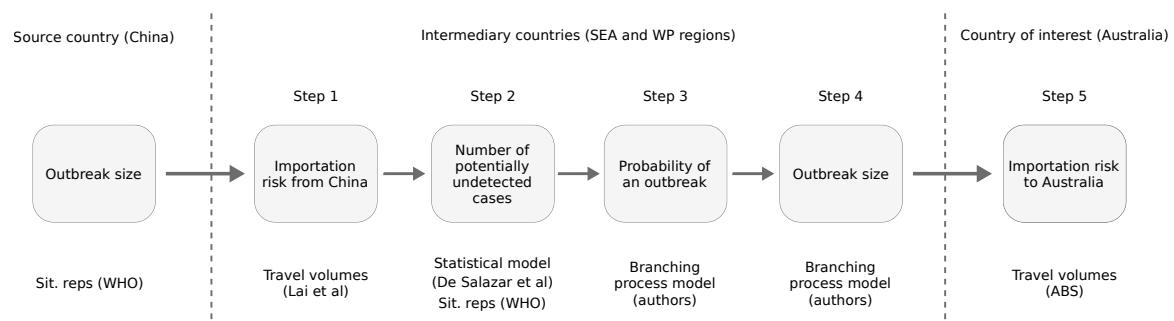 Source country (China)
Intermediary countries (SEA and WP regions)
Country of interest (Australia)
Step 1
Step 2
Step 3
Step 4
Step 5
Outbreak size
Importation
risk from China
Number of
potentially
undetected
cases
Probability of
an outbreak
Outbreak size
Importation risk
to Australia
Sit. reps (WHO)
Travel volumes
(Lai et al)
Statistical model
(De Salazar et al)
Sit. reps (WHO)
Branching
process model
(authors)
Branching
process model
(authors)
Travel volumes
(ABS)